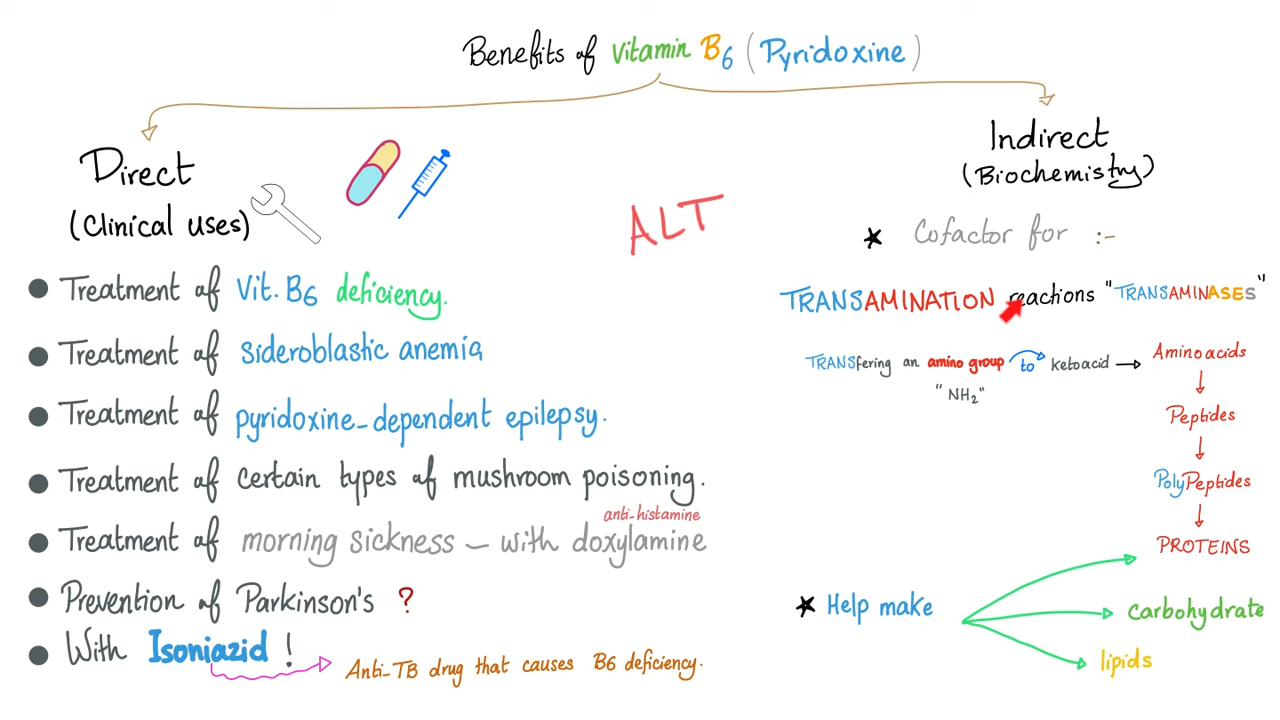 Benefits of Vitamin B6 (Pyridoxine)
Direct
(Clinical uses)
● Treatment of Vit. B6 deficiency.
● Treatment of sideroblastic anemia
● Treatment of pyridoxine-dependent epilepsy.
● Treatment of certain types of mushroom poisoning.
anti-histamine
● Treatment of morning sickness – with doxylamine
● Prevention of Parkinson's ?
● With Isoniazid !
Anti-TB drug that causes B6 deficiency.
ALT
Indirect
(Biochemistry)
★ Cofactor for :-
TRANSAMINATION reactions "TRANSAMINASES"
TRANSfering an amino group to ketoacid → Amino acids
"NH₂"
Peptides
PolyPeptides
PROTEINS
★ Help make
carbohydrate
lipids